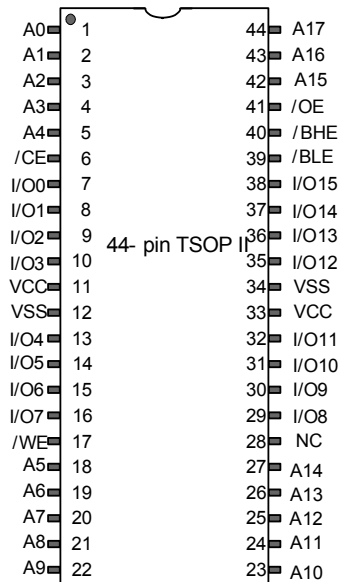 A0 1 44 A17
A1 2 43 A16
A2 3 42 A15
A3 4 41 /OE
A4 5 40 /BHE
/CE 6 39 /BLE
I/O0 7 38 I/O15
I/O1 8 37 I/O14
I/O2 9 44- pin TSOP II 36 I/O13
I/O3 10 35 I/O12
VCC 11 34 VSS
VSS 12 33 VCC
I/O4 13 32 I/O11
I/O5 14 31 I/O10
I/O6 15 30 I/O9
I/O7 16 29 I/O8
/WE 17 28 NC
A5 18 27 A14
A6 19 26 A13
A7 20 25 A12
A8 21 24 A11
A9 22 23 A10